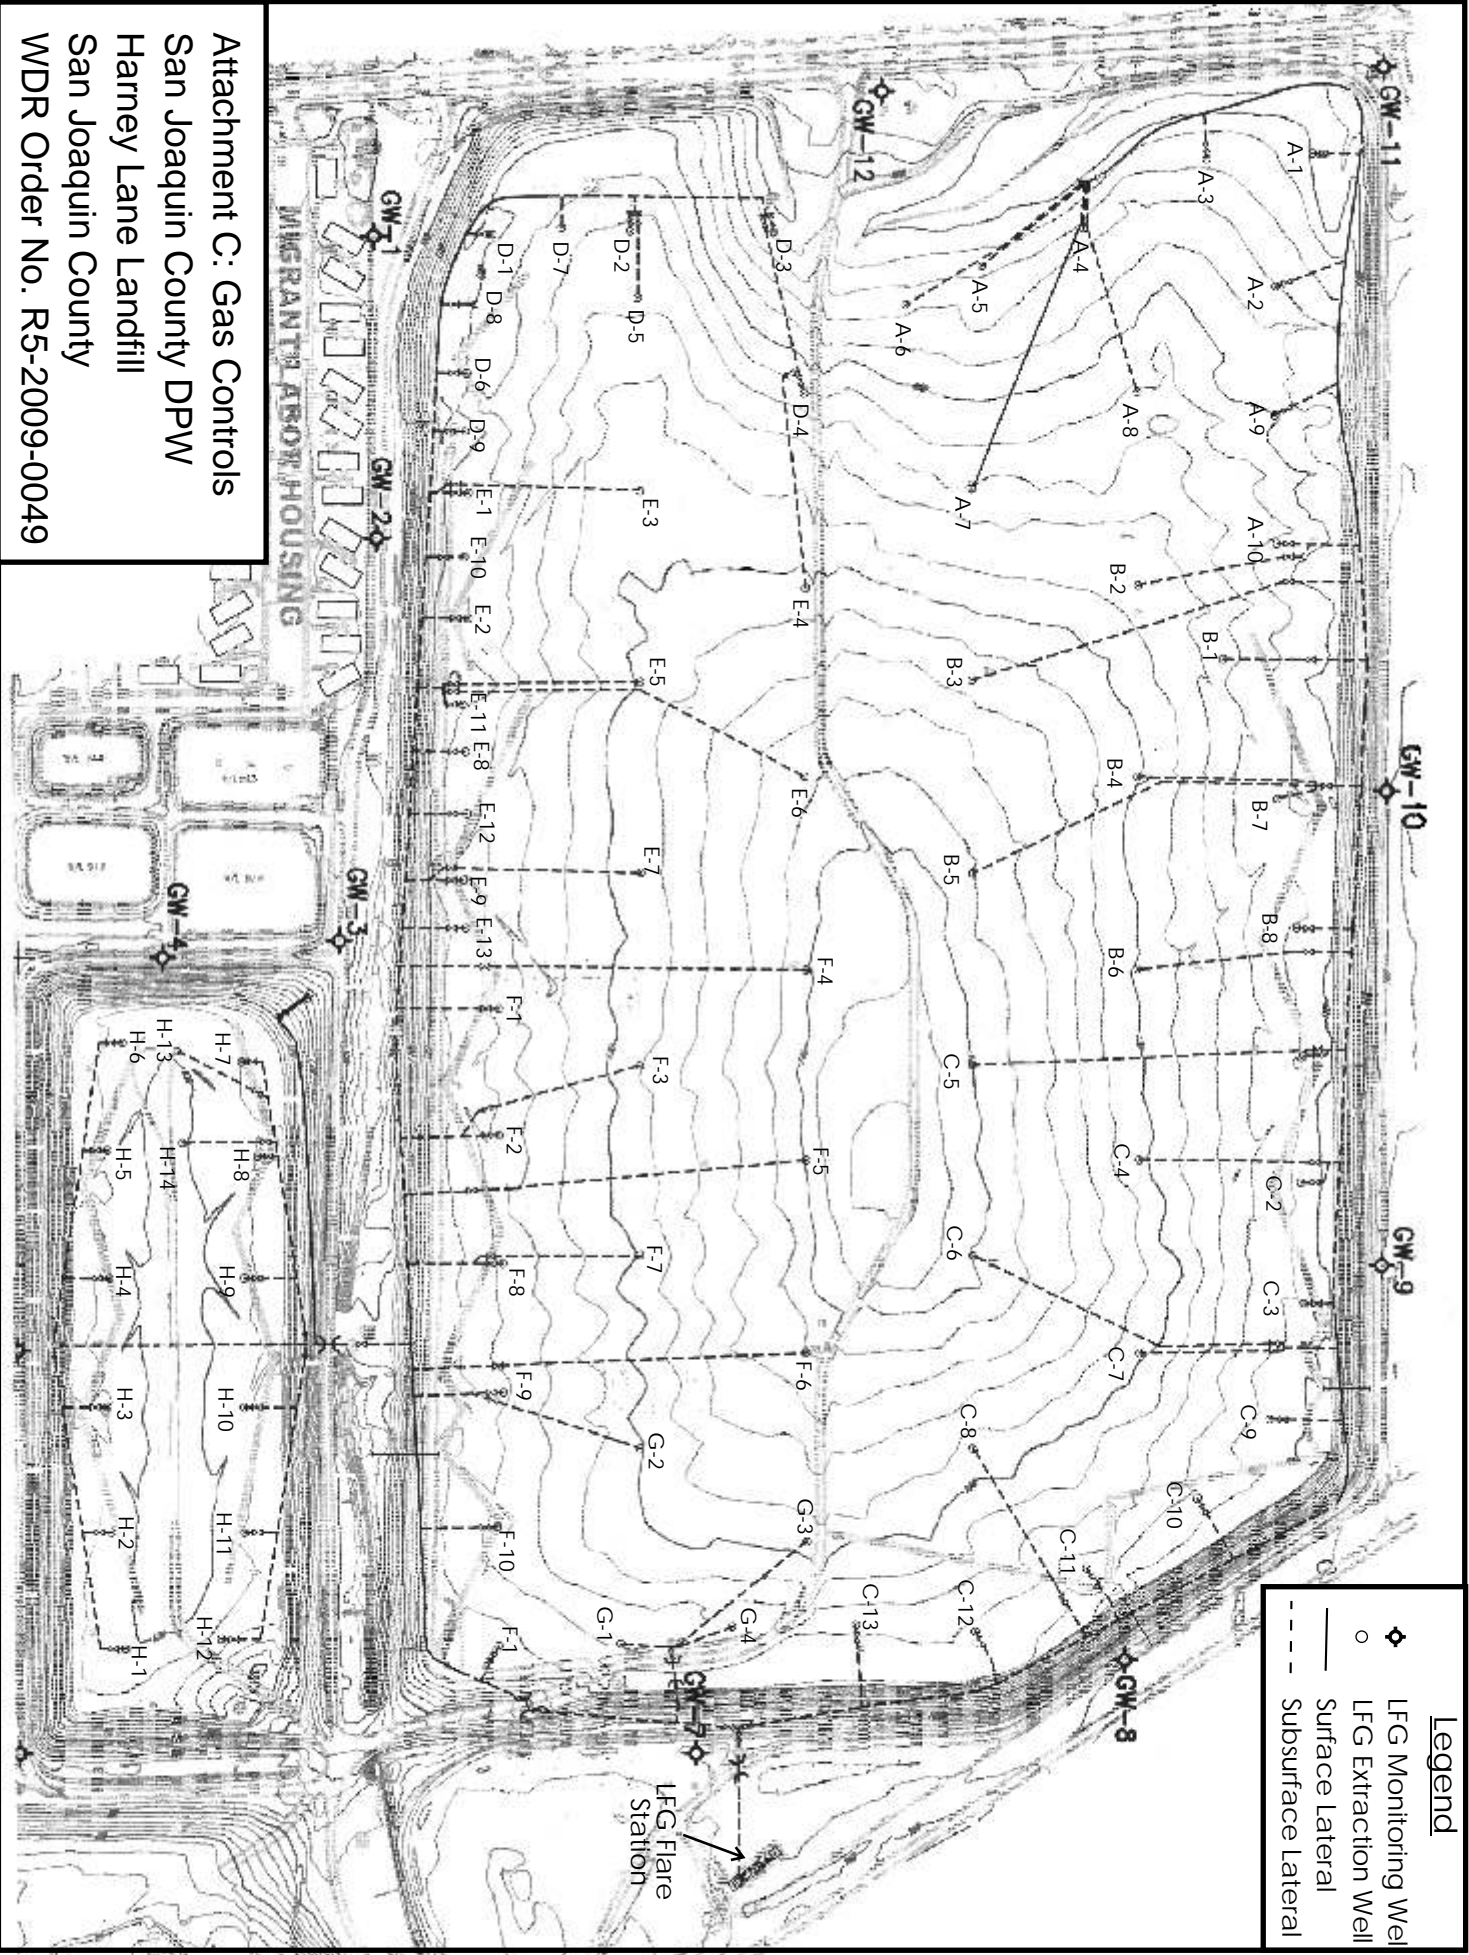 Attachment C: Gas Controls
San Joaquin County DPW
Harney Lane Landfill
San Joaquin County
WDR Order No. R5-2009-0049
Legend
LFG Monitoring Wel
LFG Extraction Well
Surface Lateral
Subsurface Lateral
GW-11
GW-10
GW-9
GW-8
GW-12
GW-7
GW-1
GW-2
GW-3
GW-4
MIGRANT LABOR HOUSING
LFG Flare
Station
A-1
A-2
A-3
A-4
A-5
A-6
A-7
A-8
A-9
A-10
B-1
B-2
B-3
B-4
B-5
B-6
B-7
B-8
C-2
C-3
C-4
C-5
C-6
C-7
C-8
C-9
C-10
C-11
C-12
C-13
D-1
D-2
D-3
D-4
D-5
D-6
D-7
D-8
D-9
E-1
E-2
E-3
E-4
E-5
E-6
E-7
E-8
E-9
E-10
E-11
E-12
E-13
F-1
F-2
F-3
F-4
F-5
F-6
F-7
F-8
F-9
F-10
F-1
G-1
G-2
G-3
G-4
H-1
H-2
H-3
H-4
H-5
H-6
H-7
H-8
H-9
H-10
H-11
H-12
H-13
H-14